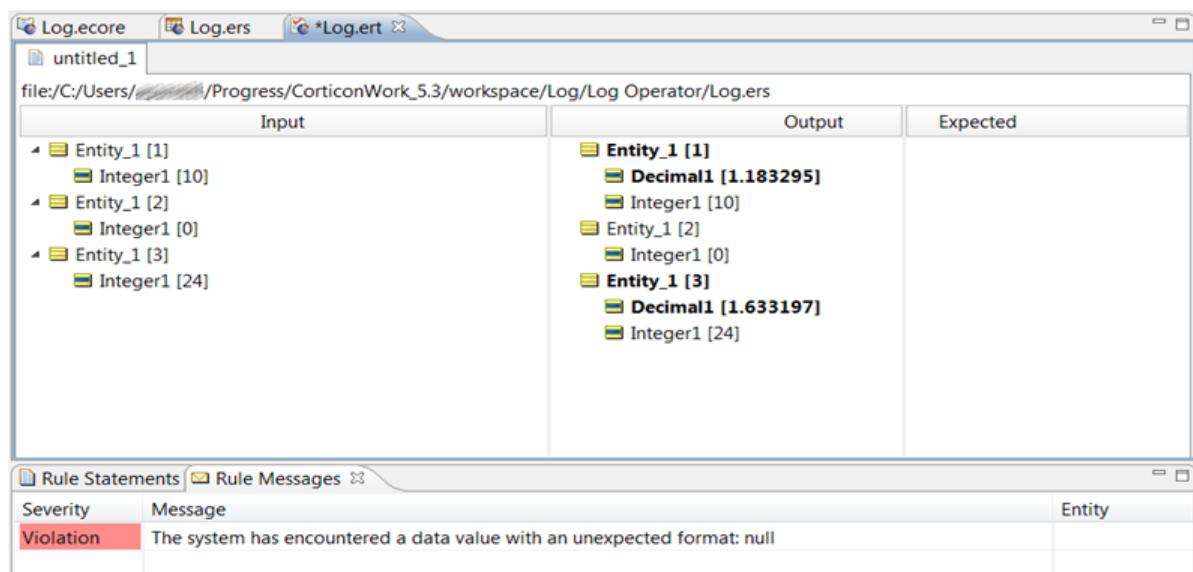 Log.ecore Log.ers *Log.ert
untitled_1
file:/C:/Users/ /Progress/CorticonWork_5.3/workspace/Log/Log Operator/Log.ers
Input Output Expected
Entity_1 [1] Entity_1 [1]
Integer1 [10] Decimal1 [1.183295]
Entity_1 [2] Integer1 [10]
Integer1 [0] Entity_1 [2]
Entity_1 [3] Integer1 [0]
Integer1 [24] Entity_1 [3]
Decimal1 [1.633197]
Integer1 [24]
Rule Statements Rule Messages
Severity Message Entity
Violation The system has encountered a data value with an unexpected format: null